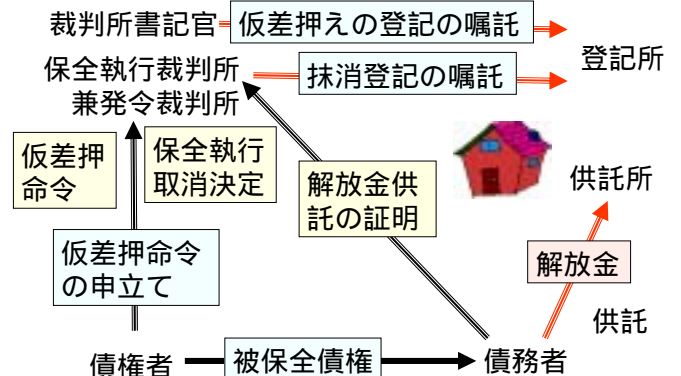 裁判所書記官
仮差押えの登記の嘱託
登記所
保全執行裁判所
兼発令裁判所
抹消登記の嘱託
仮差押
命令
保全執行
取消決定
解放金供
託の証明
供託所
仮差押命令
の申立て
解放金
供託
債権者
被保全債権
債務者